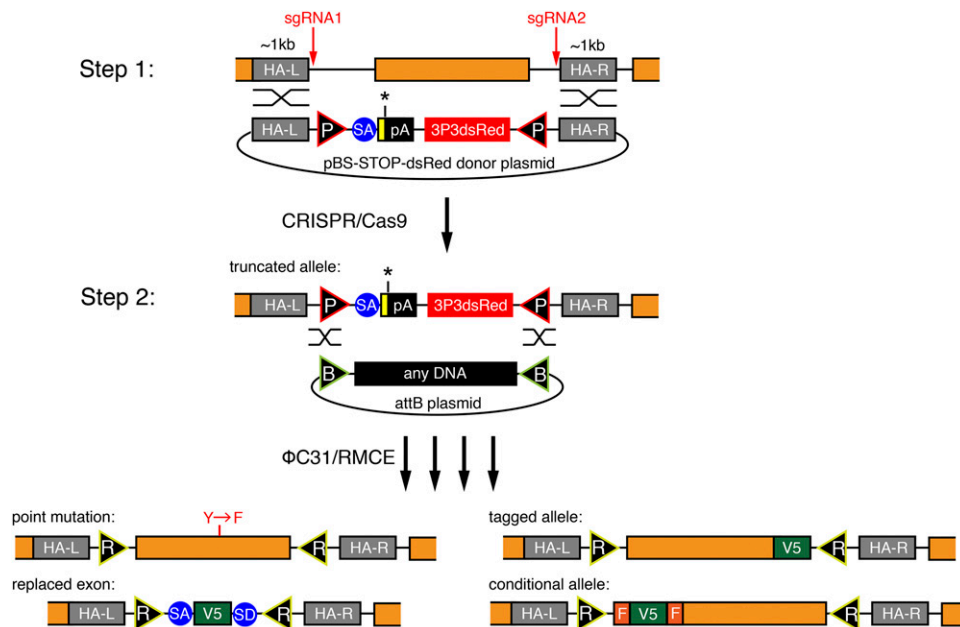 sgRNA1 sgRNA2
~1kb ~1kb
Step 1:
HA-L HA-R
*
HA-L P SA pA 3P3dsRed P HA-R
pBS-STOP-dsRed donor plasmid
CRISPR/Cas9
truncated allele: *
Step 2:
HA-L P SA pA 3P3dsRed P HA-R
B any DNA B
attB plasmid
ΦC31/RMCE
point mutation: Y→F
HA-L R R HA-R
replaced exon:
HA-L R SA V5 SD R HA-R
tagged allele:
HA-L R V5 R HA-R
conditional allele:
HA-L R F V5 F R HA-R